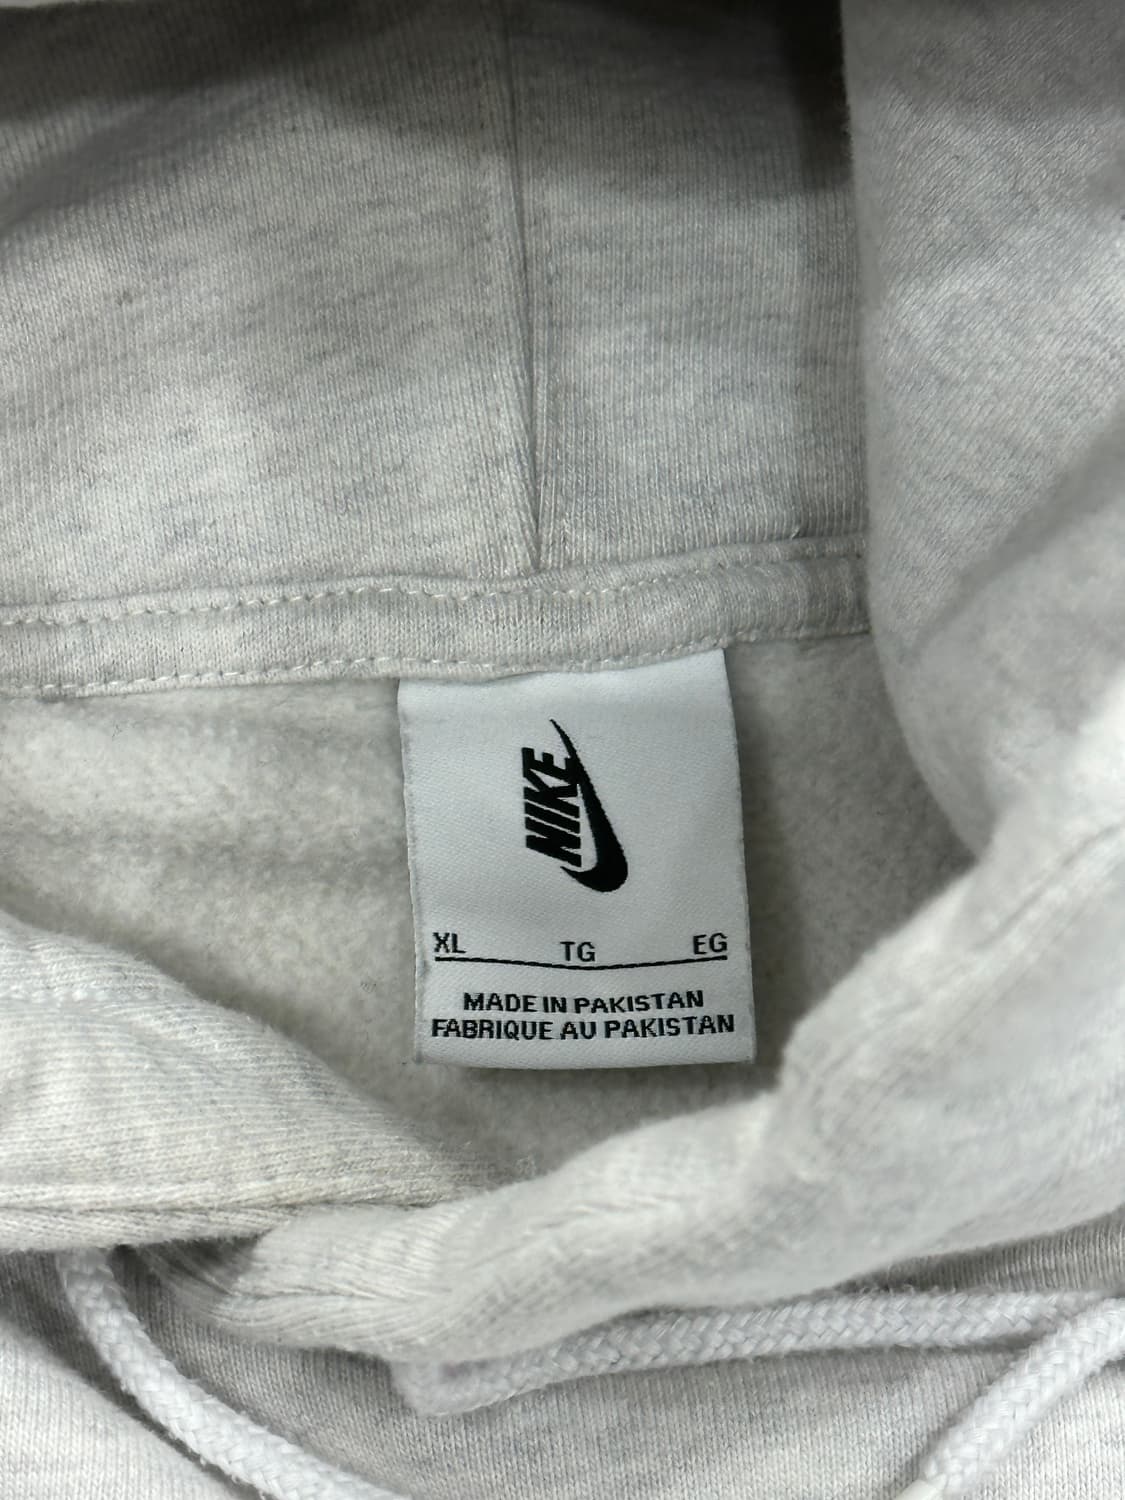 NIKE
XL TG EG
MADE IN PAKISTAN
FABRIQUE AU PAKISTAN